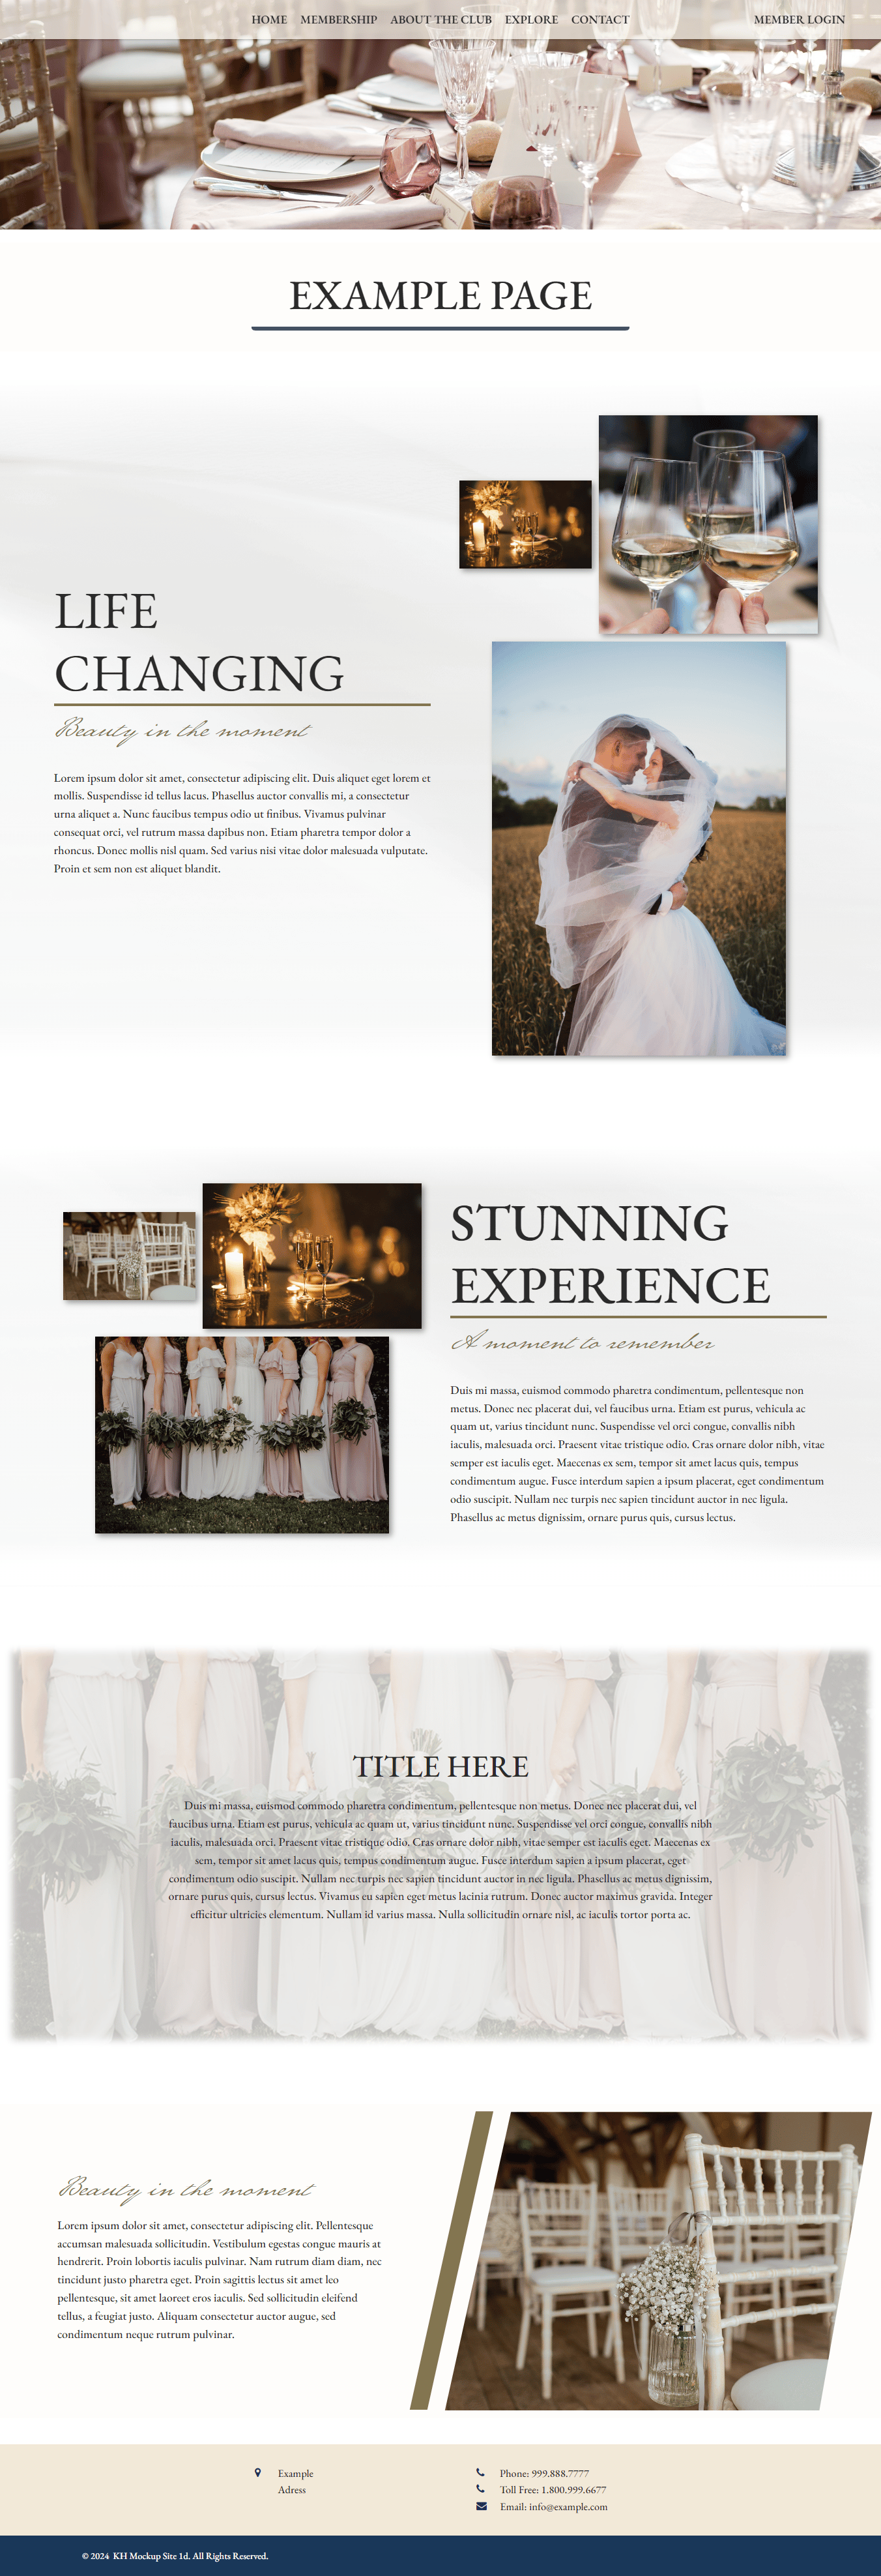 HOME MEMBERSHIP ABOUT THE CLUB EXPLORE CONTACT MEMBER LOGIN
EXAMPLE PAGE
LIFE
CHANGING
Beauty in the moment
Lorem ipsum dolor sit amet, consectetur adipiscing elit. Duis aliquet eget lorem et
mollis. Suspendisse id tellus lacus. Phasellus auctor convallis mi, a consectetur
urna aliquet a. Nunc faucibus tempus odio ut finibus. Vivamus pulvinar
consequat orci, vel rutrum massa dapibus non. Etiam pharetra tempor dolor a
rhoncus. Donec mollis nisl quam. Sed varius nisi vitae dolor malesuada vulputate.
Proin et sem non est aliquet blandit.
STUNNING
EXPERIENCE
A moment to remember
Duis mi massa, euismod commodo pharetra condimentum, pellentesque non
metus. Donec nec placerat dui, vel faucibus urna. Etiam est purus, vehicula ac
quam ut, varius tincidunt nunc. Suspendisse vel orci congue, convallis nibh
iaculis, malesuada orci. Praesent vitae tristique odio. Cras ornare dolor nibh, vitae
semper est iaculis eget. Maecenas ex sem, tempor sit amet lacus quis, tempus
condimentum augue. Fusce interdum sapien a ipsum placerat, eget condimentum
odio suscipit. Nullam nec turpis nec sapien tincidunt auctor in nec ligula.
Phasellus ac metus dignissim, ornare purus quis, cursus lectus.
TITLE HERE
Duis mi massa, euismod commodo pharetra condimentum, pellentesque non metus. Donec nec placerat dui, vel
faucibus urna. Etiam est purus, vehicula ac quam ut, varius tincidunt nunc. Suspendisse vel orci congue, convallis nibh
iaculis, malesuada orci. Praesent vitae tristique odio. Cras ornare dolor nibh, vitae semper est iaculis eget. Maecenas ex
sem, tempor sit amet lacus quis, tempus condimentum augue. Fusce interdum sapien a ipsum placerat, eget
condimentum odio suscipit. Nullam nec turpis nec sapien tincidunt auctor in nec ligula. Phasellus ac metus dignissim,
ornare purus quis, cursus lectus. Vivamus eu sapien eget metus lacinia rutrum. Donec auctor maximus gravida. Integer
efficitur ultricies elementum. Nullam id varius massa. Nulla sollicitudin ornare nisl, ac iaculis tortor porta ac.
Beauty in the moment
Lorem ipsum dolor sit amet, consectetur adipiscing elit. Pellentesque
accumsan malesuada sollicitudin. Vestibulum egestas congue mauris at
hendrerit. Proin lobortis iaculis pulvinar. Nam rutrum diam diam, nec
tincidunt justo pharetra eget. Proin sagittis lectus sit amet leo
pellentesque, sit amet laoreet eros iaculis. Sed sollicitudin eleifend
tellus, a feugiat justo. Aliquam consectetur auctor augue, sed
condimentum neque rutrum pulvinar.
Example
Adress
Phone: 999.888.7777
Toll Free: 1.800.999.6677
Email: info@example.com
© 2024 KH Mockup Site 1d. All Rights Reserved.